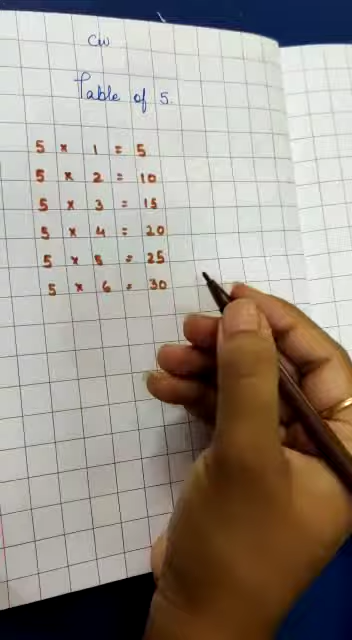 CW
Table of 5.
5 × 1 = 5
5 × 2 = 10
5 × 3 = 15
5 × 4 = 20
5 × 5 = 25
5 × 6 = 30